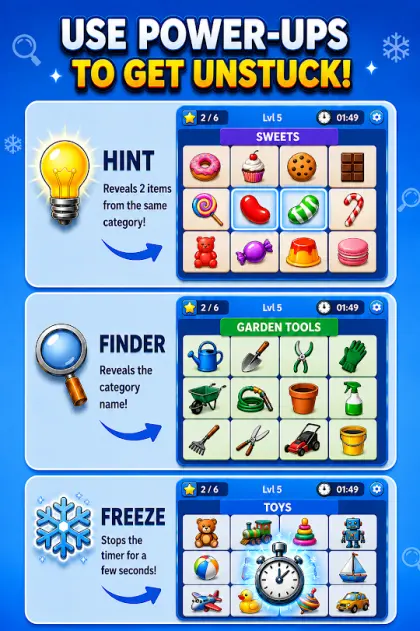 USE POWER-UPS
TO GET UNSTUCK!
HINT
Reveals 2 items
from the same
category!
2 / 6
Lvl 5
01:49
SWEETS
FINDER
Reveals the
category
name!
2 / 6
Lvl 5
01:49
GARDEN TOOLS
FREEZE
Stops the
timer for a
few seconds!
2 / 6
Lvl 5
01:49
TOYS